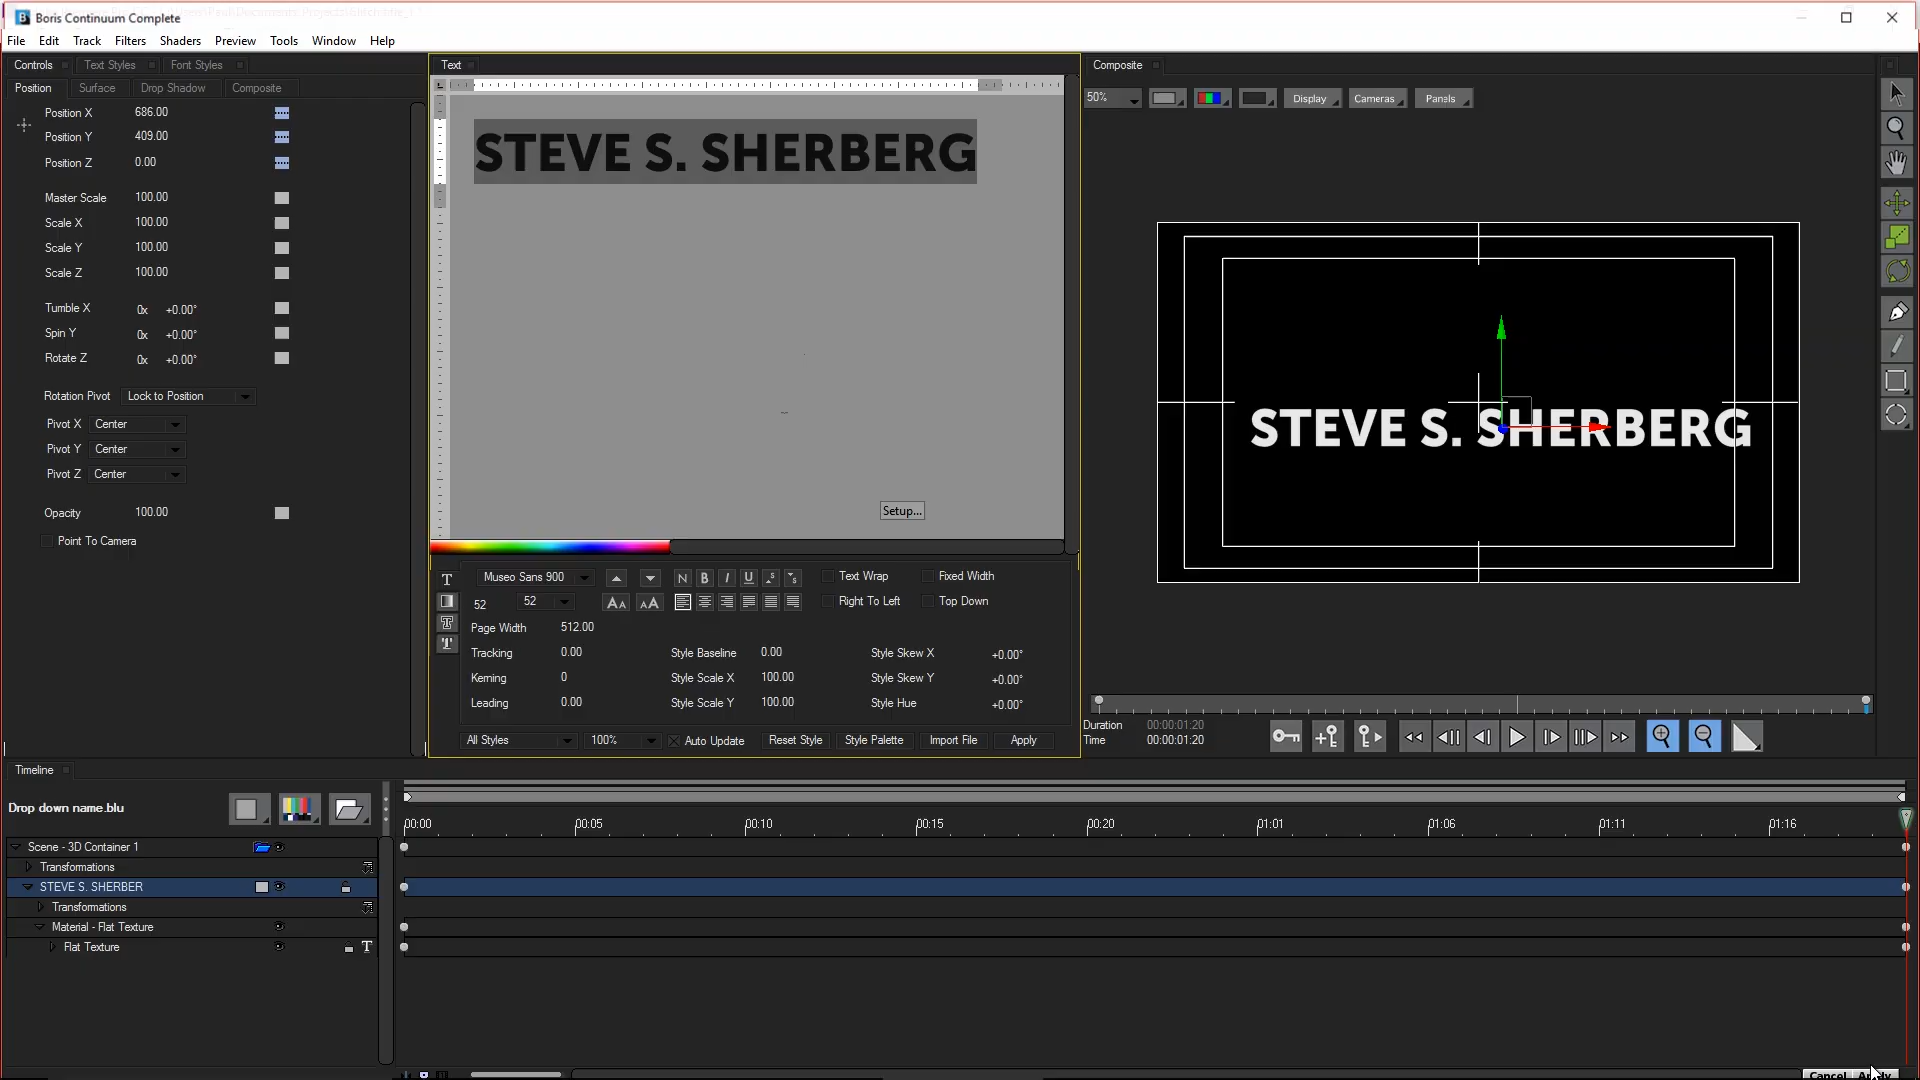 Boris Continuum Complete
File Edit Track Filters Shaders Preview Tools Window Help
Controls Text Styles Font Styles
Position Surface Drop Shadow Composite
Position X 686.00
Position Y 409.00
Position Z 0.00
Master Scale 100.00
Scale X 100.00
Scale Y 100.00
Scale Z 100.00
Tumble X 0x +0.00°
Spin Y 0x +0.00°
Rotate Z 0x +0.00°
Rotation Pivot Lock to Position
Pivot X Center
Pivot Y Center
Pivot Z Center
Opacity 100.00
Point To Camera
Text
STEVE S. SHERBERG
Setup...
T Museo Sans 900 N B I U Text Wrap Fixed Width
52 52 AA AA Right To Left Top Down
Page Width 512.00
Tracking 0.00 Style Baseline 0.00 Style Skew X +0.00°
Kerning 0 Style Scale X 100.00 Style Skew Y +0.00°
Leading 0.00 Style Scale Y 100.00 Style Hue +0.00°
All Styles 100% Auto Update Reset Style Style Palette Import File Apply
Composite
50% Display Cameras Panels
STEVE S. SHERBERG
Duration 00:00:01:20
Time 00:00:01:20
Timeline
Drop down name.blu
00:00 00:05 00:10 00:15 00:20 01:01 01:06 01:11 01:16
Scene - 3D Container 1
Transformations
STEVE S. SHERBER
Transformations
Material - Flat Texture
Flat Texture T
Cancel Apply